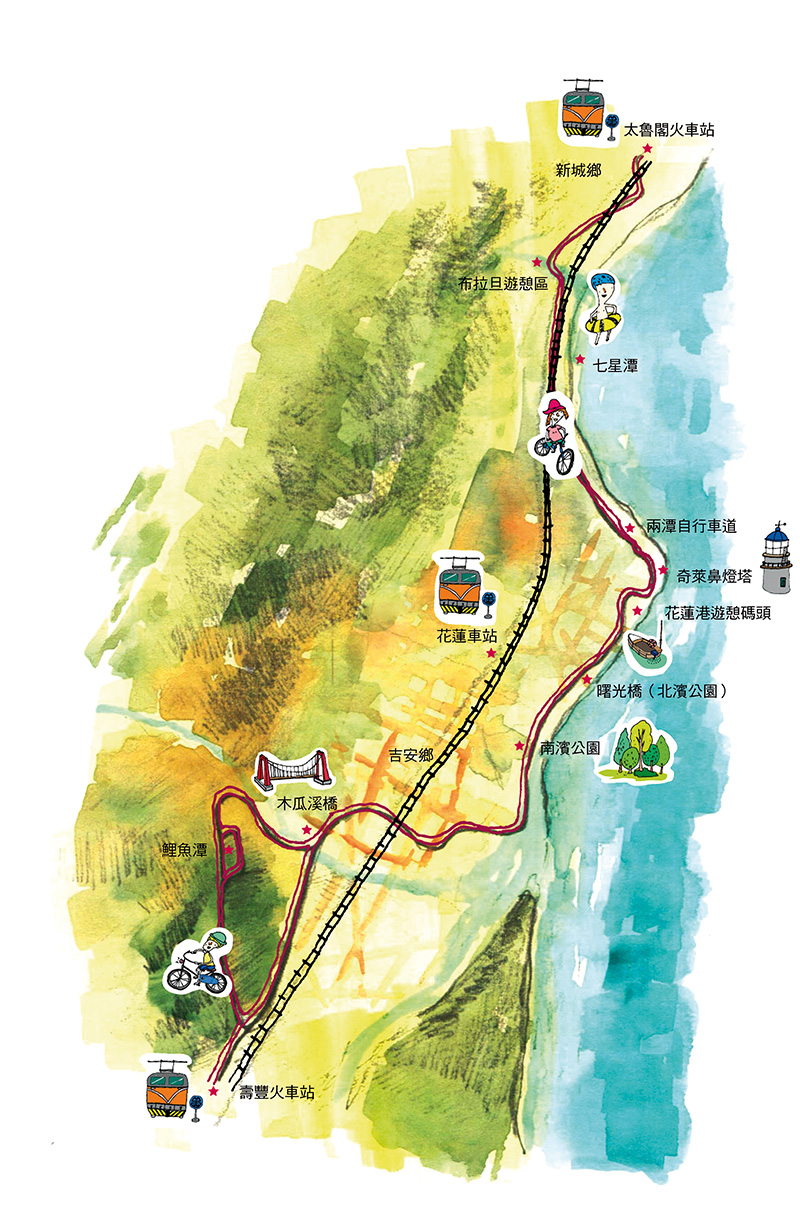 太魯閣火車站
新城鄉
布拉旦遊憩區
七星潭
兩潭自行車道
奇萊鼻燈塔
花蓮港遊憩碼頭
花蓮車站
曙光橋（北濱公園）
南濱公園
吉安鄉
木瓜溪橋
鯉魚潭
壽豐火車站